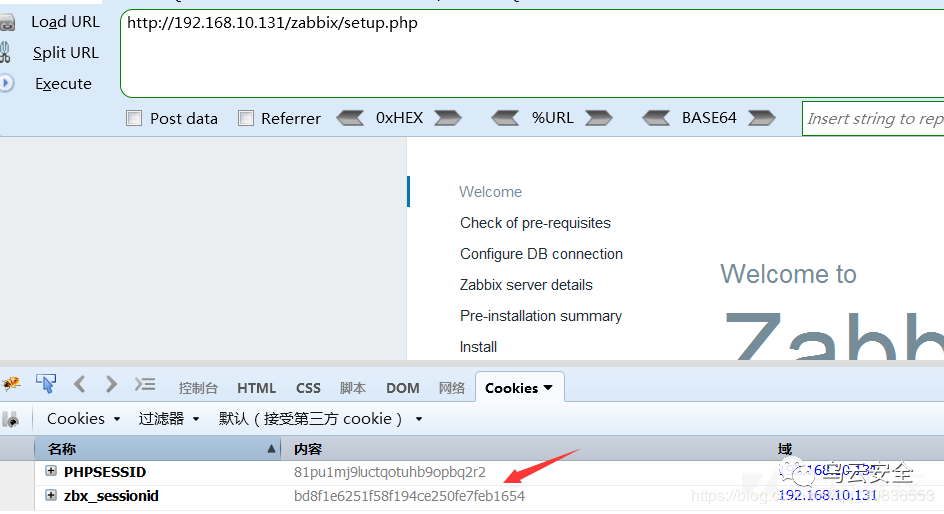 Load URL
http://192.168.10.131/zabbix/setup.php
Split URL
Execute
Post data Referrer 0xHEX %URL BASE64 Insert string to rep
Welcome
Check of pre-requisites
Configure DB connection
Zabbix server details
Pre-installation summary
Install
Welcome to
Zabb
控制台 HTML CSS 脚本 DOM 网络 Cookies
Cookies 过滤器 默认（接受第三方 cookie）
名称 内容 域
PHPSESSID 81pu1mj9luctqotuhb9opbq2r2 192.168.10.131
zbx_sessionid bd8f1e6251f58f194ce250fe7feb1654 192.168.10.131
乌云安全